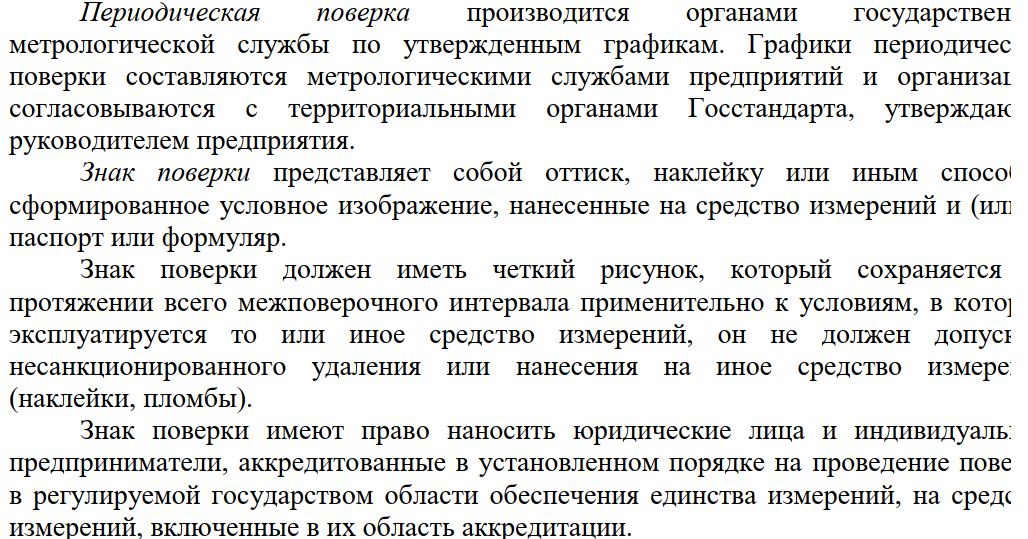 Периодическая поверка производится органами государствен
метрологической службы по утвержденным графикам. Графики периодичес
поверки составляются метрологическими службами предприятий и организац
согласовываются с территориальными органами Госстандарта, утверждаю
руководителем предприятия.
Знак поверки представляет собой оттиск, наклейку или иным способ
сформированное условное изображение, нанесенные на средство измерений и (или
паспорт или формуляр.
Знак поверки должен иметь четкий рисунок, который сохраняется
протяжении всего межповерочного интервала применительно к условиям, в котор
эксплуатируется то или иное средство измерений, он не должен допуск
несанкционированного удаления или нанесения на иное средство измерен
(наклейки, пломбы).
Знак поверки имеют право наносить юридические лица и индивидуаль
предприниматели, аккредитованные в установленном порядке на проведение повер
в регулируемой государством области обеспечения единства измерений, на средс
измерений, включенные в их область аккредитации.